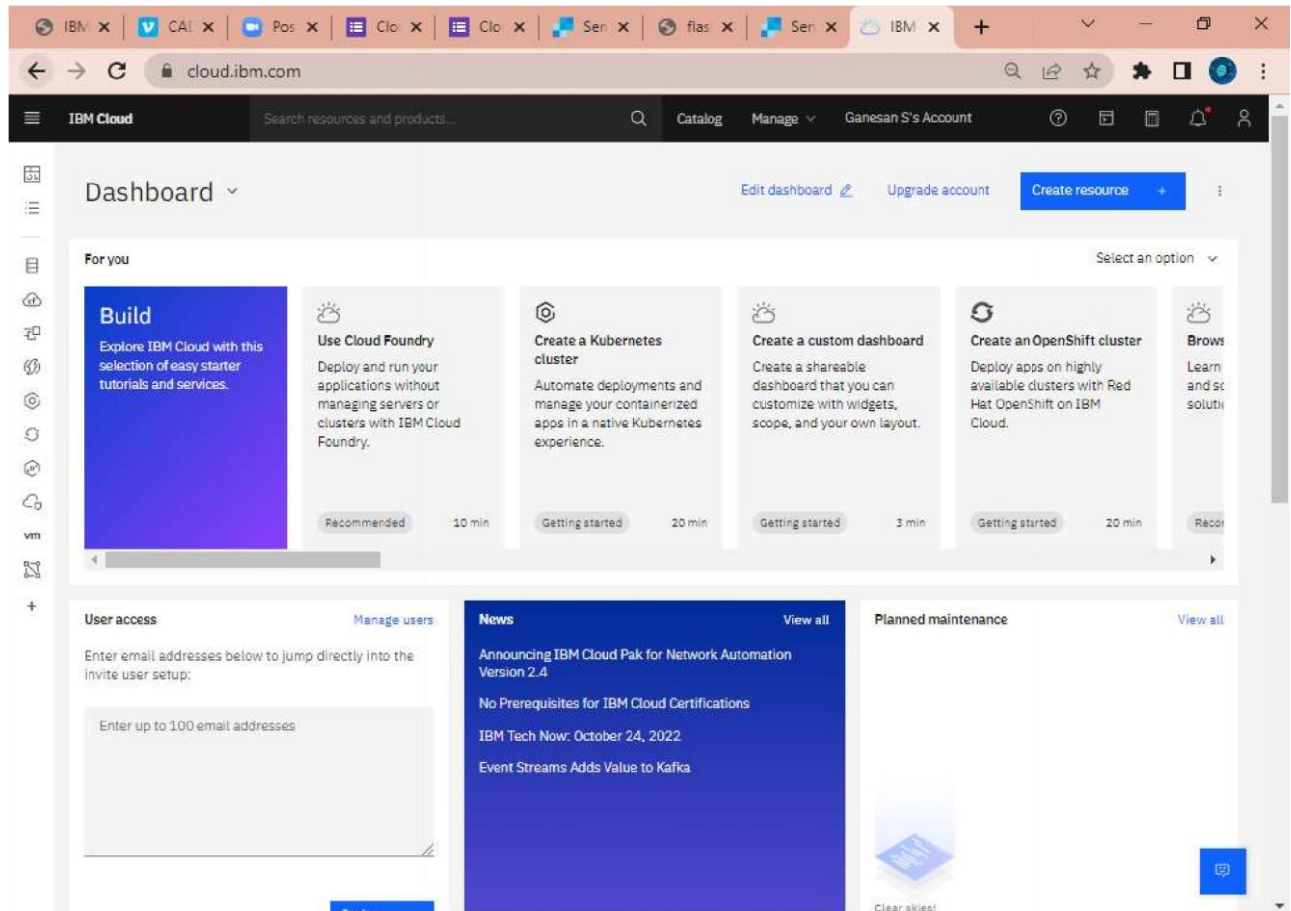 IBM
CAL
Pos
Clo
Clo
Sen
flas
Sen
IBM
cloud.ibm.com
IBM Cloud
Search resources and products...
Catalog
Manage
Ganesan S's Account
Dashboard
Edit dashboard
Upgrade account
Create resource +
For you
Select an option
Build
Explore IBM Cloud with this
selection of easy starter
tutorials and services.
Use Cloud Foundry
Deploy and run your
applications without
managing servers or
clusters with IBM Cloud
Foundry.
Recommended
10 min
Create a Kubernetes
cluster
Automate deployments and
manage your containerized
apps in a native Kubernetes
experience.
Getting started
20 min
Create a custom dashboard
Create a shareable
dashboard that you can
customize with widgets,
scope, and your own layout.
Getting started
3 min
Create an OpenShift cluster
Deploy apps on highly
available clusters with Red
Hat OpenShift on IBM
Cloud.
Getting started
20 min
Brows
Learn
and sc
soluti
Recor
vm
User access
Manage users
Enter email addresses below to jump directly into the
invite user setup:
Enter up to 100 email addresses
News
View all
Announcing IBM Cloud Pak for Network Automation
Version 2.4
No Prerequisites for IBM Cloud Certifications
IBM Tech Now: October 24, 2022
Event Streams Adds Value to Kafka
Planned maintenance
View all
Clear skies!